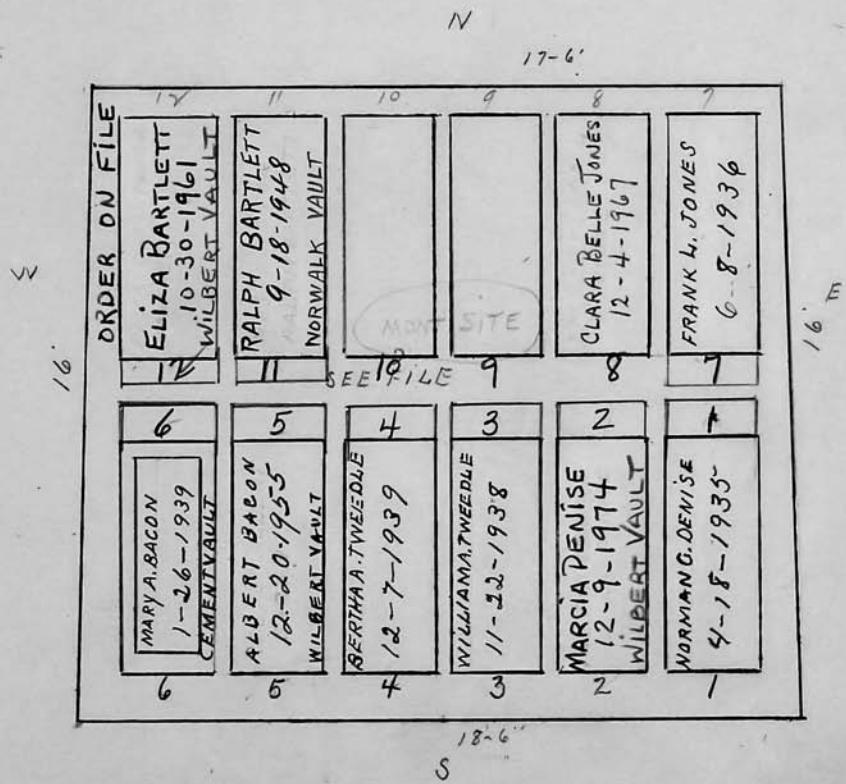 N
17-6'
12 11 10 9 8 7
ORDER ON FILE
ELIZA BARTLETT
10-30-1961
WILBERT VAULT
RALPH BARTLETT
9-18-1948
NORWALK VAULT
CLARA BELLE JONES
12-4-1967
FRANK L. JONES
6-8-1936
MONT SITE
W
16'
16'
E
12 11 10 9 8 7
SEE FILE
6 5 4 3 2 1
MARY A. BACON
1-26-1939
CEMENT VAULT
ALBERT BACON
12-20-1955
WILBERT VAULT
BERTHA A. TWEEDLE
12-7-1939
WILLIAM A. TWEEDLE
11-22-1938
MARCIA DENISE
12-9-1974
WILBERT VAULT
NORMAN G. DENISE
4-18-1935
6 5 4 3 2 1
18-6"
S